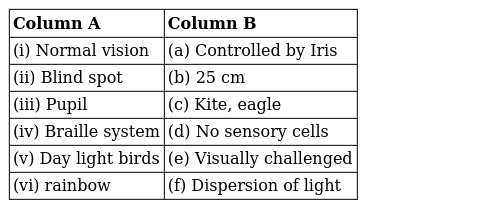 Column A Column B
(i) Normal vision (a) Controlled by Iris
(ii) Blind spot (b) 25 cm
(iii) Pupil (c) Kite, eagle
(iv) Braille system (d) No sensory cells
(v) Day light birds (e) Visually challenged
(vi) rainbow (f) Dispersion of light